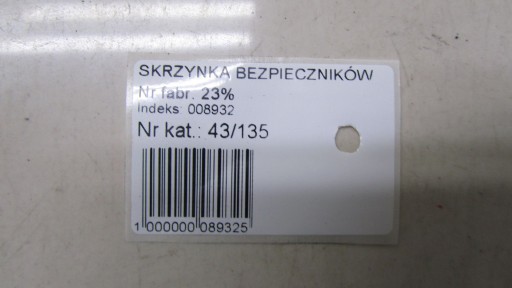 SKRZYNKA BEZPIECZNIKÓW
Nr fabr. 23%
Indeks: 008932
Nr kat.: 43/135
1 000000 089325